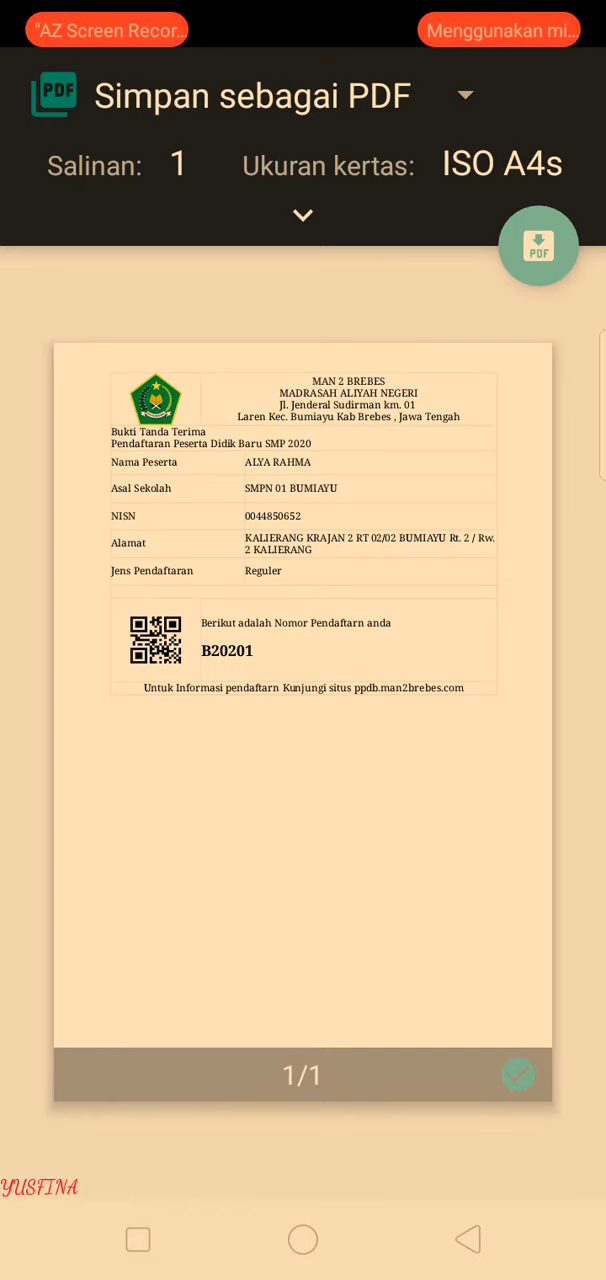 "AZ Screen Recor...
Menggunakan mi...
PDF
Simpan sebagai PDF
Salinan: 1 Ukuran kertas: ISO A4s
PDF
MAN 2 BREBES
MADRASAH ALIYAH NEGERI
Jl. Jenderal Sudirman km. 01
Laren Kec. Bumiayu Kab Brebes , Jawa Tengah
Bukti Tanda Terima
Pendaftaran Peserta Didik Baru SMP 2020
Nama Peserta ALYA RAHMA
Asal Sekolah SMPN 01 BUMIAYU
NISN 0044850652
Alamat KALIERANG KRAJAN 2 RT 02/02 BUMIAYU Rt. 2 / Rw.
2 KALIERANG
Jens Pendaftaran Reguler
Berikut adalah Nomor Pendaftarn anda
B20201
Untuk Informasi pendaftarn Kunjungi situs ppdb.man2brebes.com
1/1
YUSFINA